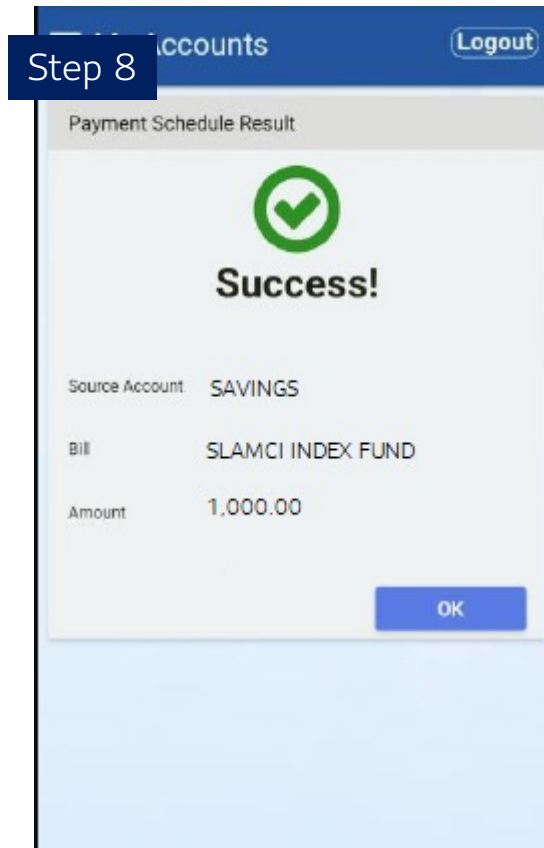 Step 8
Accounts
Logout
Payment Schedule Result
Success!
Source Account SAVINGS
Bill SLAMCI INDEX FUND
Amount 1,000.00
OK